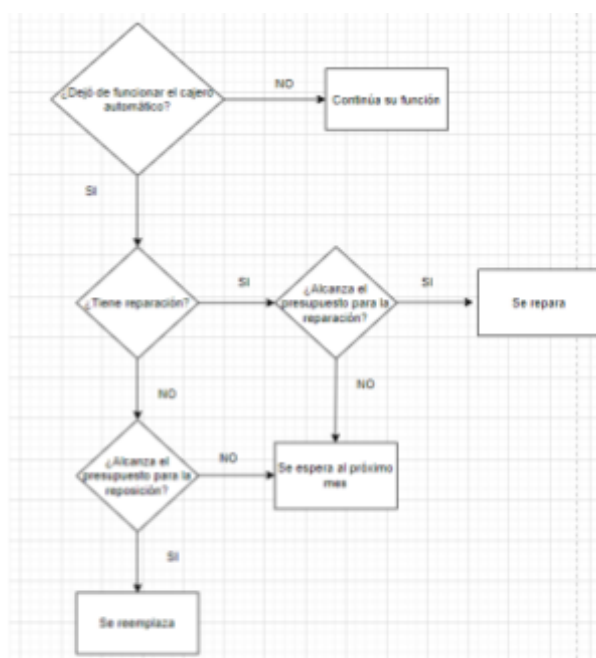 ¿Dejó de funcionar el cajero
automático?
NO
Continúa su función
SI
¿Tiene reparación?
SI
¿Alcanza el
presupuesto para la
reparación?
SI
Se repara
NO
NO
¿Alcanza el
presupuesto para la
reposición?
NO
Se espera al próximo
mes
SI
Se reemplaza